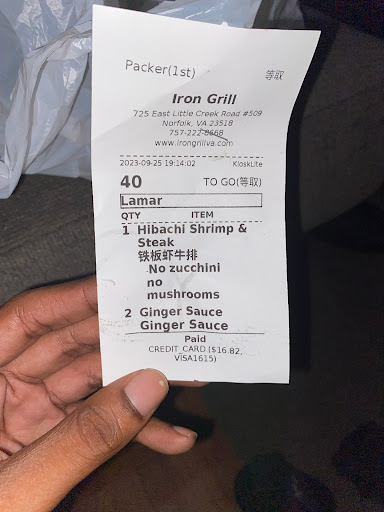 Packer(1st) 等取
Iron Grill
725 East Little Creek Road #509
Norfolk, VA 23518
757-222-8668
www.irongrillva.com
2023-09-25 19:14:02 KioskLite
40 TO GO(等取)
Lamar
QTY ITEM
1 Hibachi Shrimp &
Steak
铁板虾牛排
No zucchini
no
mushrooms
2 Ginger Sauce
Ginger Sauce
Paid
CREDIT_CARD ($16.82,
VISA1615)